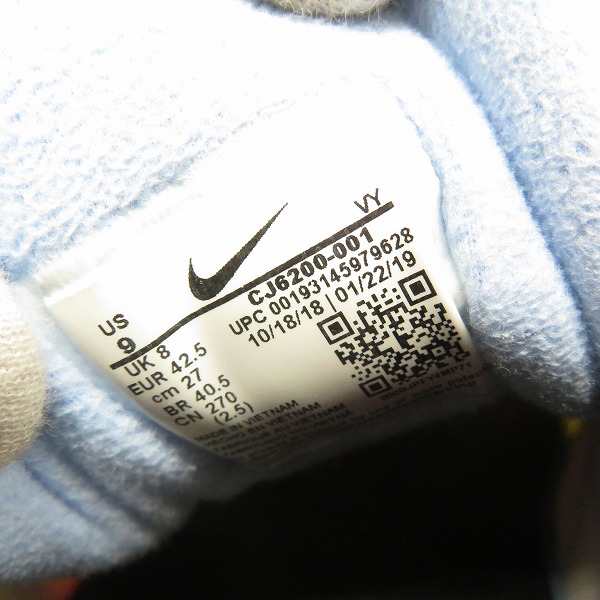 VY
US
9
UK 8
EUR 42.5
cm 27
BR 40.5
CN 270
(2.5)
CJ6200-001
UPC 00193145979628
10/18/18 | 01/22/19
MADE IN VIETNAM